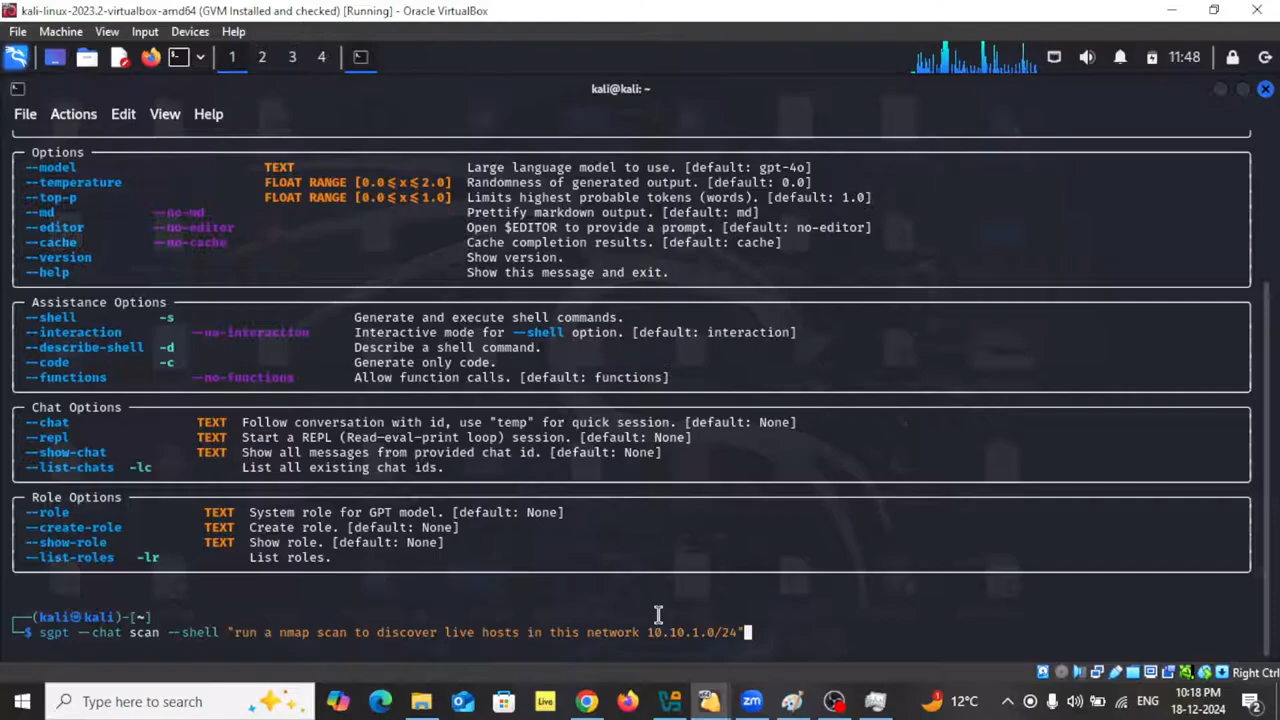 kali-linux-2023.2-virtualbox-amd64 (GVM Installed and checked) [Running] - Oracle VirtualBox
File Machine View Input Devices Help
1 2 3 4 11:48
kali@kali: ~
File Actions Edit View Help
Options
--model TEXT Large language model to use. [default: gpt-4o]
--temperature FLOAT RANGE [0.0≤x≤2.0] Randomness of generated output. [default: 0.0]
--top-p FLOAT RANGE [0.0≤x≤1.0] Limits highest probable tokens (words). [default: 1.0]
--md --no-md Prettify markdown output. [default: md]
--editor --no-editor Open $EDITOR to provide a prompt. [default: no-editor]
--cache --no-cache Cache completion results. [default: cache]
--version Show version.
--help Show this message and exit.
Assistance Options
--shell -s Generate and execute shell commands.
--interaction --no-interaction Interactive mode for --shell option. [default: interaction]
--describe-shell -d Describe a shell command.
--code -c Generate only code.
--functions --no-functions Allow function calls. [default: functions]
Chat Options
--chat TEXT Follow conversation with id, use "temp" for quick session. [default: None]
--repl TEXT Start a REPL (Read-eval-print loop) session. [default: None]
--show-chat TEXT Show all messages from provided chat id. [default: None]
--list-chats -lc List all existing chat ids.
Role Options
--role TEXT System role for GPT model. [default: None]
--create-role TEXT Create role. [default: None]
--show-role TEXT Show role. [default: None]
--list-roles -lr List roles.
(kali㉿kali)-[~]
$ sgpt --chat scan --shell "run a nmap scan to discover live hosts in this network 10.10.1.0/24"
Right Ctrl
Type here to search Live 12°C ENG 10:18 PM
18-12-2024 2